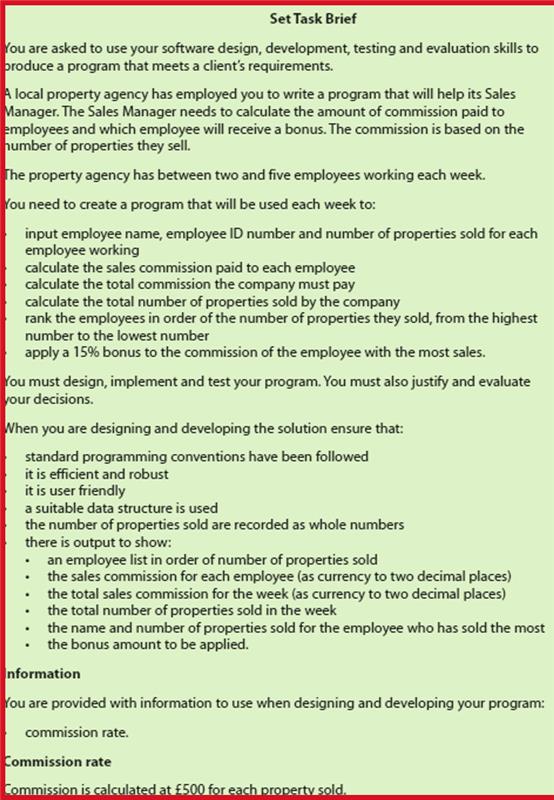 Set Task Brief
You are asked to use your software design, development, testing and evaluation skills to
produce a program that meets a client's requirements.
A local property agency has employed you to write a program that will help its Sales
Manager. The Sales Manager needs to calculate the amount of commission paid to
employees and which employee will receive a bonus. The commission is based on the
number of properties they sell.
The property agency has between two and five employees working each week.
You need to create a program that will be used each week to:
input employee name, employee ID number and number of properties sold for each
employee working
calculate the sales commission paid to each employee
calculate the total commission the company must pay
calculate the total number of properties sold by the company
rank the employees in order of the number of properties they sold, from the highest
number to the lowest number
apply a 15% bonus to the commission of the employee with the most sales.
You must design, implement and test your program. You must also justify and evaluate
your decisions.
When you are designing and developing the solution ensure that:
standard programming conventions have been followed
it is efficient and robust
it is user friendly
a suitable data structure is used
the number of properties sold are recorded as whole numbers
there is output to show:
• an employee list in order of number of properties sold
• the sales commission for each employee (as currency to two decimal places)
• the total sales commission for the week (as currency to two decimal places)
• the total number of properties sold in the week
• the name and number of properties sold for the employee who has sold the most
• the bonus amount to be applied.
Information
You are provided with information to use when designing and developing your program:
commission rate.
Commission rate
Commission is calculated at £500 for each property sold.